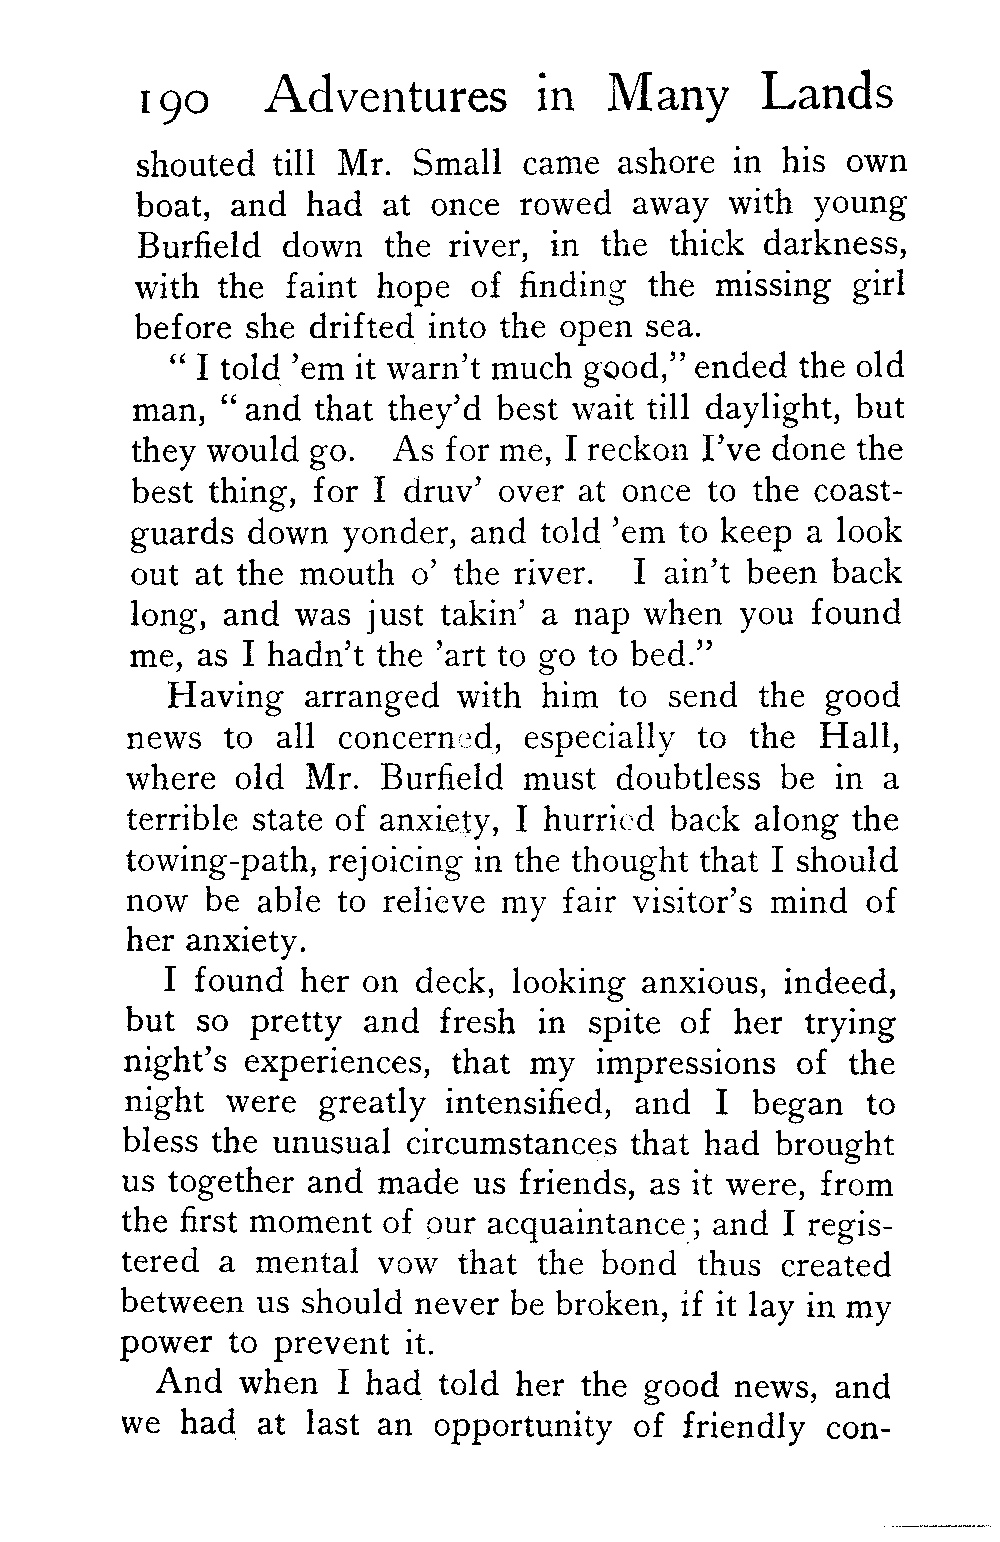 190 Adventures in Many Lands
shouted till Mr. Small came ashore in his own
boat, and had at once rowed away with young
Burfield down the river, in the thick darkness,
with the faint hope of finding the missing girl
before she drifted into the open sea.
“ I told ’em it warn’t much good,” ended the old
man, “ and that they’d best wait till daylight, but
they would go. As for me, I reckon I’ve done the
best thing, for I druv’ over at once to the coast-
guards down yonder, and told ’em to keep a look
out at the mouth o’ the river. I ain’t been back
long, and was just takin’ a nap when you found
me, as I hadn’t the ’art to go to bed.”
Having arranged with him to send the good
news to all concerned, especially to the Hall,
where old Mr. Burfield must doubtless be in a
terrible state of anxiety, I hurried back along the
towing-path, rejoicing in the thought that I should
now be able to relieve my fair visitor’s mind of
her anxiety.
I found her on deck, looking anxious, indeed,
but so pretty and fresh in spite of her trying
night’s experiences, that my impressions of the
night were greatly intensified, and I began to
bless the unusual circumstances that had brought
us together and made us friends, as it were, from
the first moment of our acquaintance ; and I regis-
tered a mental vow that the bond thus created
between us should never be broken, if it lay in my
power to prevent it.
And when I had told her the good news, and
we had at last an opportunity of friendly con-